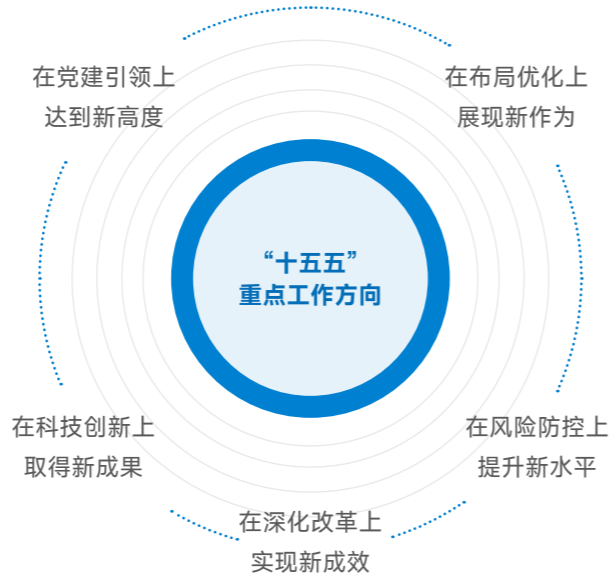 在党建引领上
达到新高度
在布局优化上
展现新作为
“十五五”
重点工作方向
在科技创新上
取得新成果
在风险防控上
提升新水平
在深化改革上
实现新成效